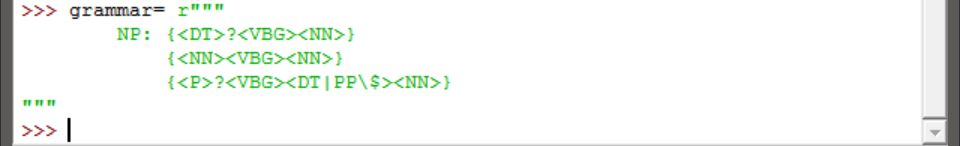 >>> grammar= r"""
NP: {<DT>?<VBG><NN>}
{<NN><VBG><NN>}
{<P>?<VBG><DT|PP\$><NN>}
"""
>>>